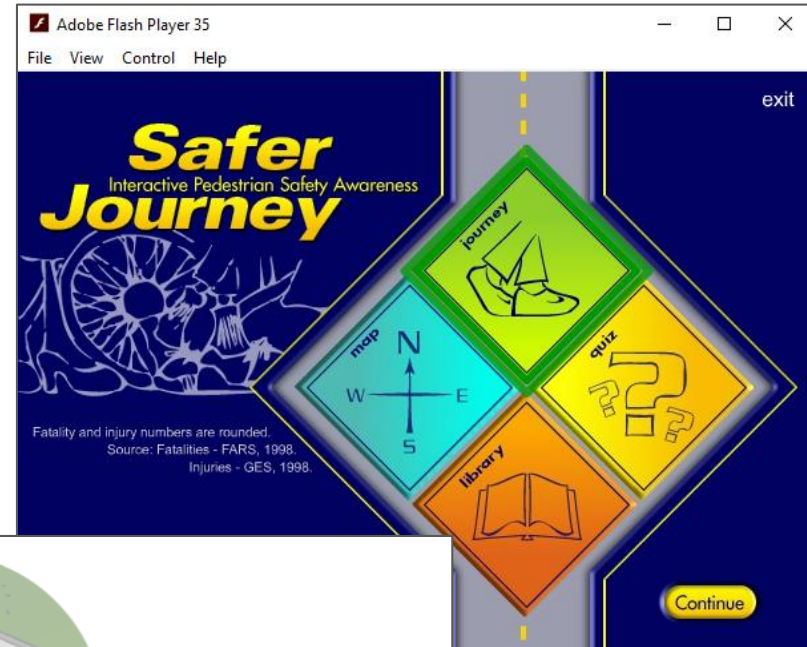 Adobe Flash Player 35
File View Control Help
exit
Safer
Interactive Pedestrian Safety Awareness
Journey
journey
map
N
W E
S
quiz
???
library
Fatality and injury numbers are rounded.
Source: Fatalities - FARS, 1998.
Injuries - GES, 1998.
Continue